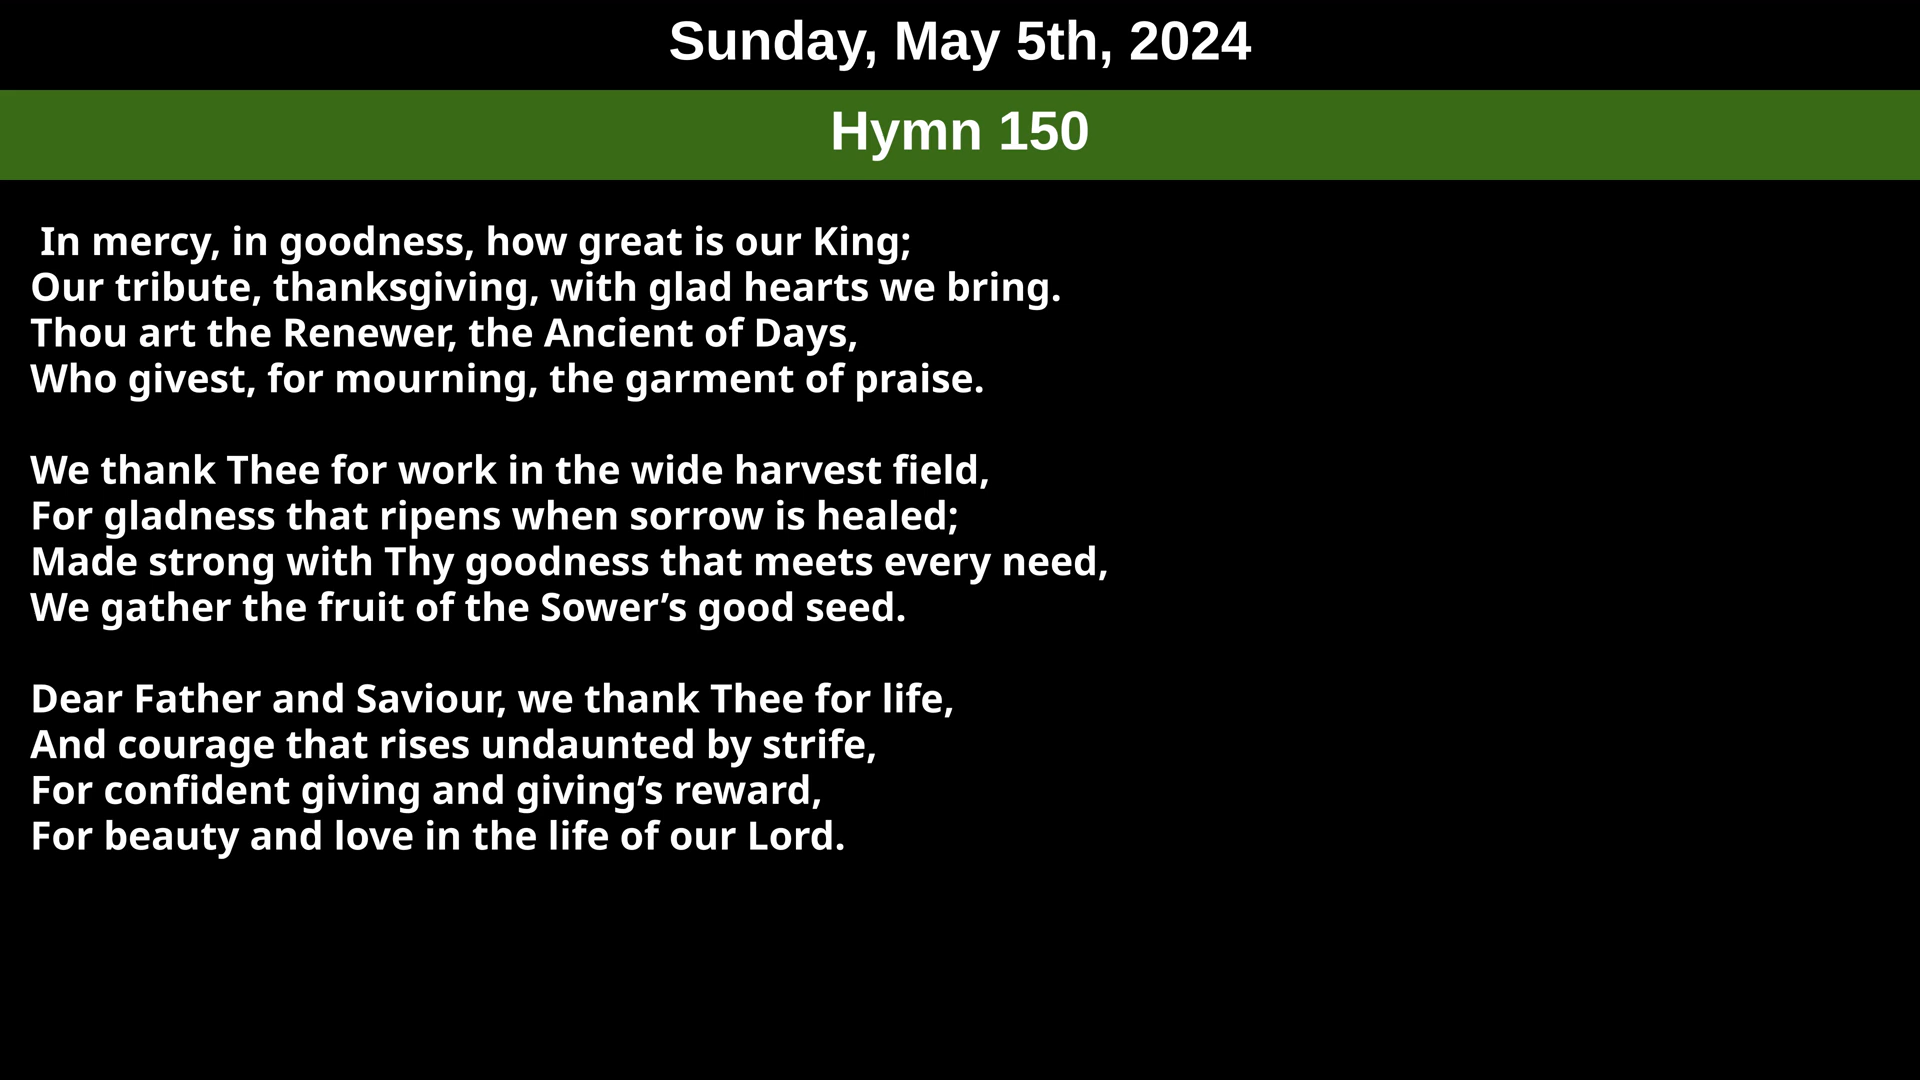 Sunday, May 5th, 2024
Hymn 150
In mercy, in goodness, how great is our King;
Our tribute, thanksgiving, with glad hearts we bring.
Thou art the Renewer, the Ancient of Days,
Who givest, for mourning, the garment of praise.
We thank Thee for work in the wide harvest field,
For gladness that ripens when sorrow is healed;
Made strong with Thy goodness that meets every need,
We gather the fruit of the Sower’s good seed.
Dear Father and Saviour, we thank Thee for life,
And courage that rises undaunted by strife,
For confident giving and giving’s reward,
For beauty and love in the life of our Lord.